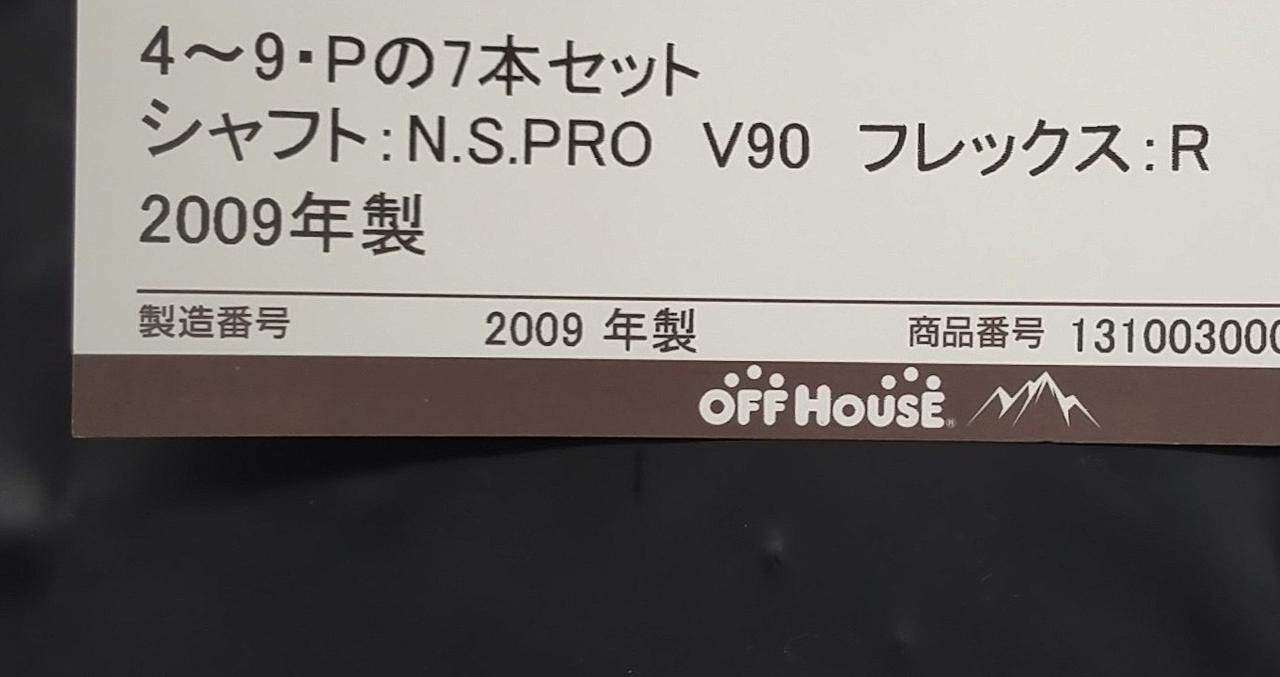 4～9・Pの7本セット
シャフト：N.S.PRO　V90　フレックス：R
2009年製
製造番号　2009 年製　商品番号　131003000
OFF HOUSE®